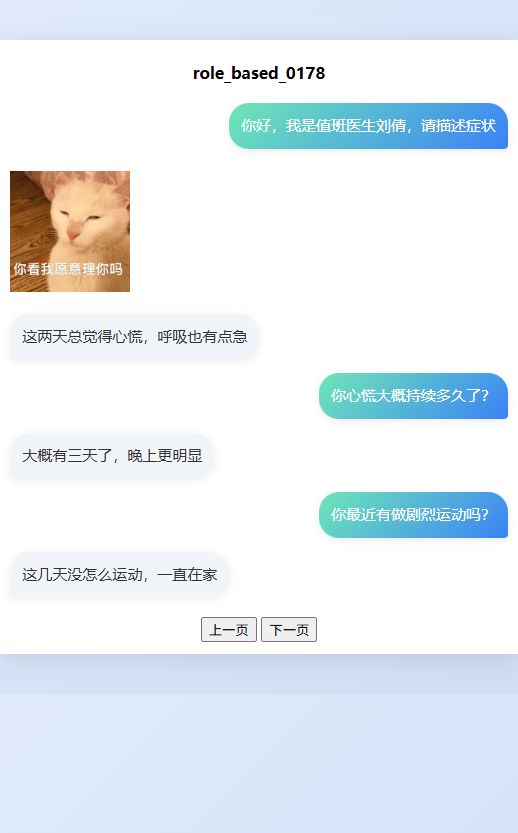 role_based_0178
你好，我是值班医生刘倩，请描述症状
你看我愿意理你吗
这两天总觉得心慌，呼吸也有点急
你心慌大概持续多久了？
大概有三天了，晚上更明显
你最近有做剧烈运动吗？
这几天没怎么运动，一直在家
上一页 下一页